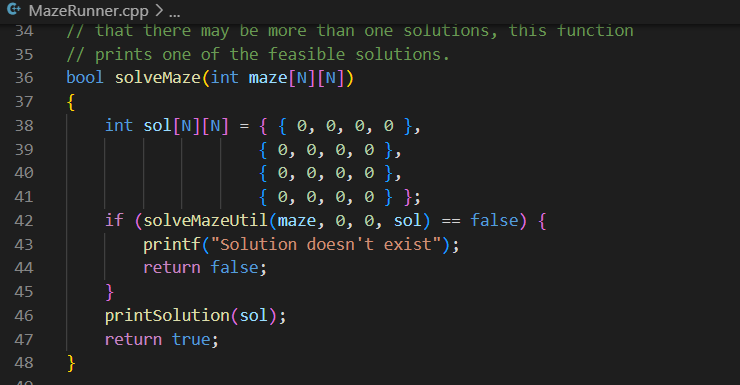 MazeRunner.cpp > ...
34 // that there may be more than one solutions, this function
35 // prints one of the feasible solutions.
36 bool solveMaze(int maze[N][N])
37 {
38     int sol[N][N] = { { 0, 0, 0, 0 },
39                     { 0, 0, 0, 0 },
40                     { 0, 0, 0, 0 },
41                     { 0, 0, 0, 0 } };
42     if (solveMazeUtil(maze, 0, 0, sol) == false) {
43         printf("Solution doesn't exist");
44         return false;
45     }
46     printSolution(sol);
47     return true;
48 }